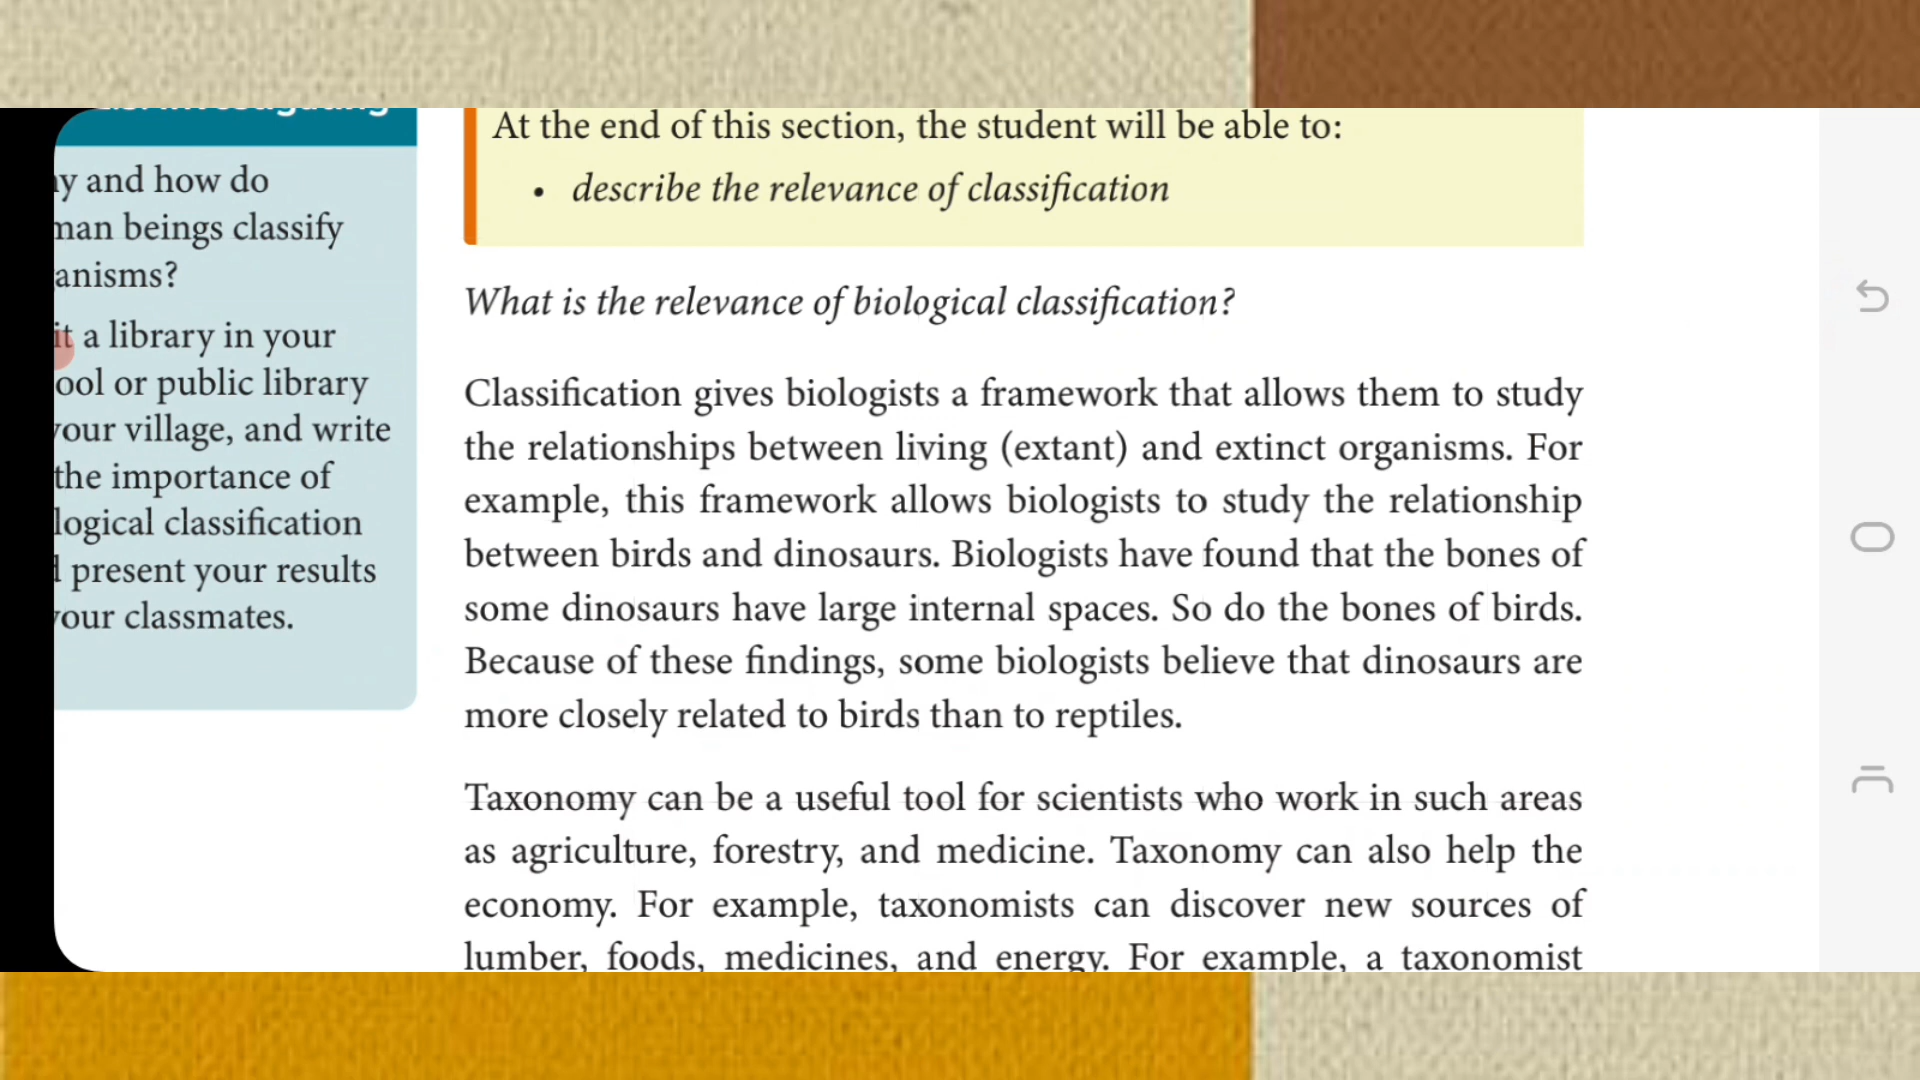 and how do
beings classify
it a library in your
or public library
village, and write
the importance of
classification
present your results
classmates.
At the end of this section, the student will be able to:
• describe the relevance of classification
What is the relevance of biological classification?
Classification gives biologists a framework that allows them to study
the relationships between living (extant) and extinct organisms. For
example, this framework allows biologists to study the relationship
between birds and dinosaurs. Biologists have found that the bones of
some dinosaurs have large internal spaces. So do the bones of birds.
Because of these findings, some biologists believe that dinosaurs are
more closely related to birds than to reptiles.
Taxonomy can be a useful tool for scientists who work in such areas
as agriculture, forestry, and medicine. Taxonomy can also help the
economy. For example, taxonomists can discover new sources of
lumber, foods, medicines, and energy. For example, a taxonomist